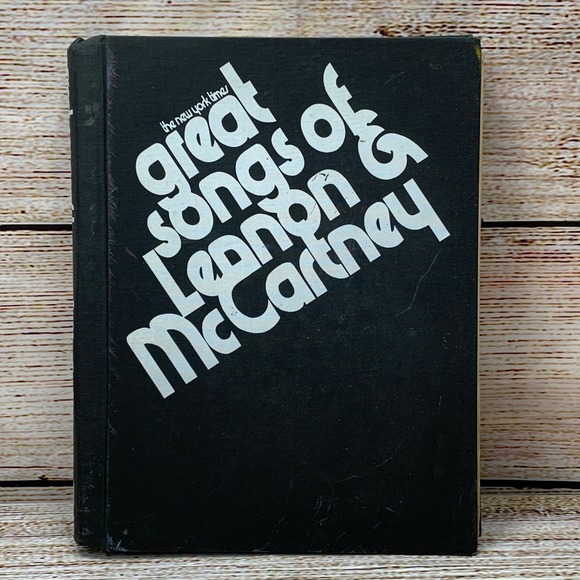 the new york times
great
songs of
Lennon &
McCartney